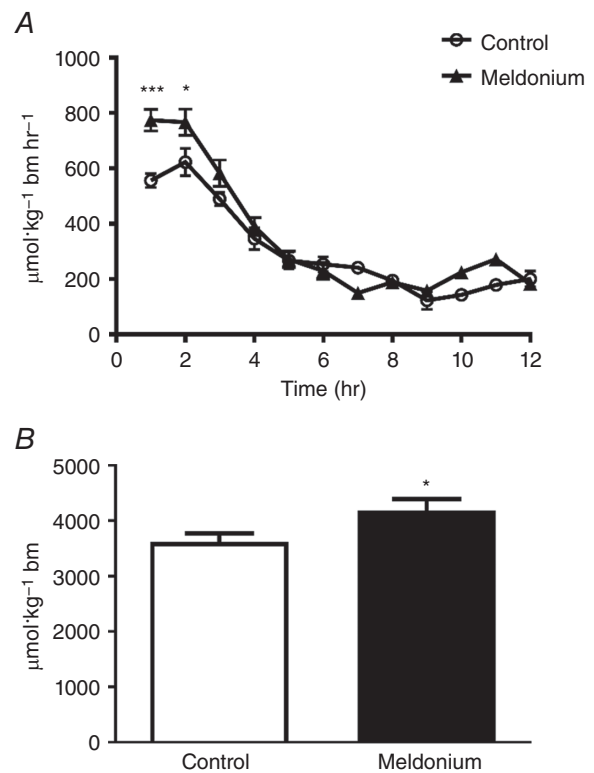 A
Control
Meldonium
1000
***
*
800
600
400
200
0
μmol·kg⁻¹ bm hr⁻¹
0 2 4 6 8 10 12
Time (hr)
B
5000
*
4000
3000
2000
1000
0
μmol·kg⁻¹ bm
Control Meldonium